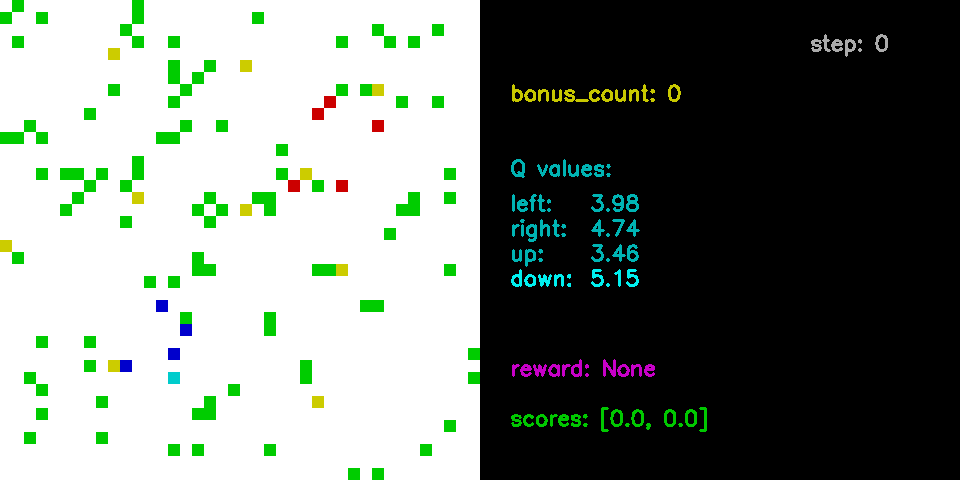 step: 0
bonus_count: 0
Q values:
left: 3.98
right: 4.74
up: 3.46
down: 5.15
reward: None
scores: [0.0, 0.0]